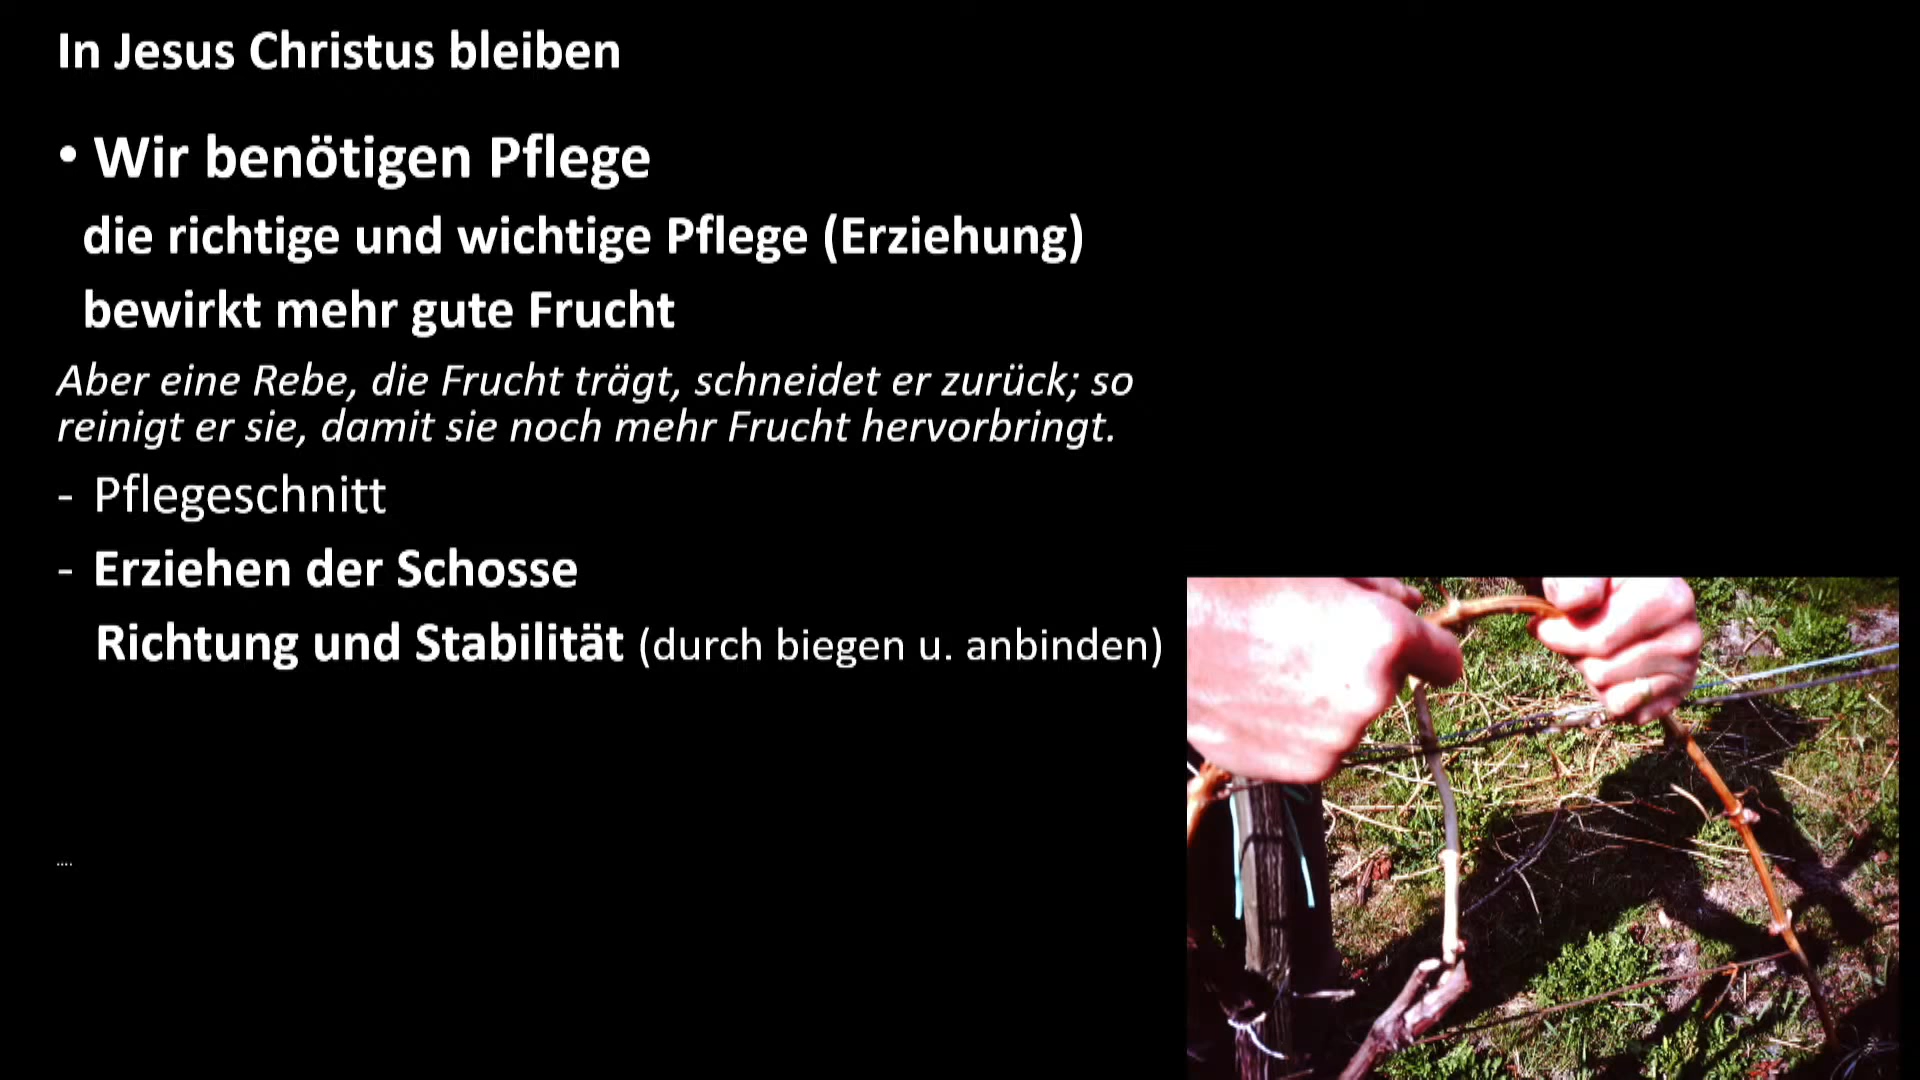 In Jesus Christus bleiben
• Wir benötigen Pflege
die richtige und wichtige Pflege (Erziehung)
bewirkt mehr gute Frucht
Aber eine Rebe, die Frucht trägt, schneidet er zurück; so
reinigt er sie, damit sie noch mehr Frucht hervorbringt.
- Pflegeschnitt
- Erziehen der Schosse
Richtung und Stabilität (durch biegen u. anbinden)
....